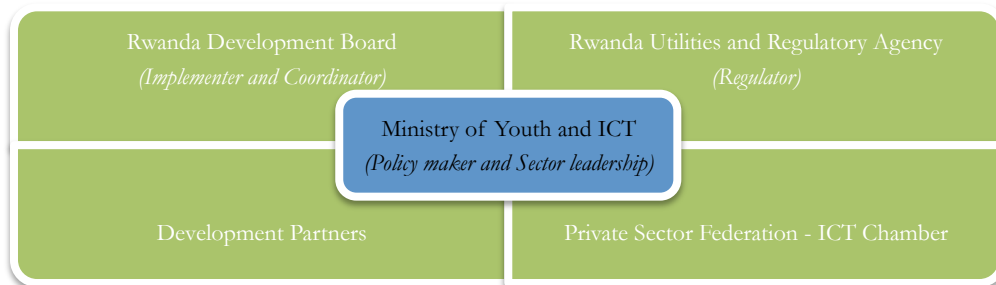 Rwanda Development Board
(Implementer and Coordinator)
Rwanda Utilities and Regulatory Agency
(Regulator)
Ministry of Youth and ICT
(Policy maker and Sector leadership)
Development Partners
Private Sector Federation - ICT Chamber